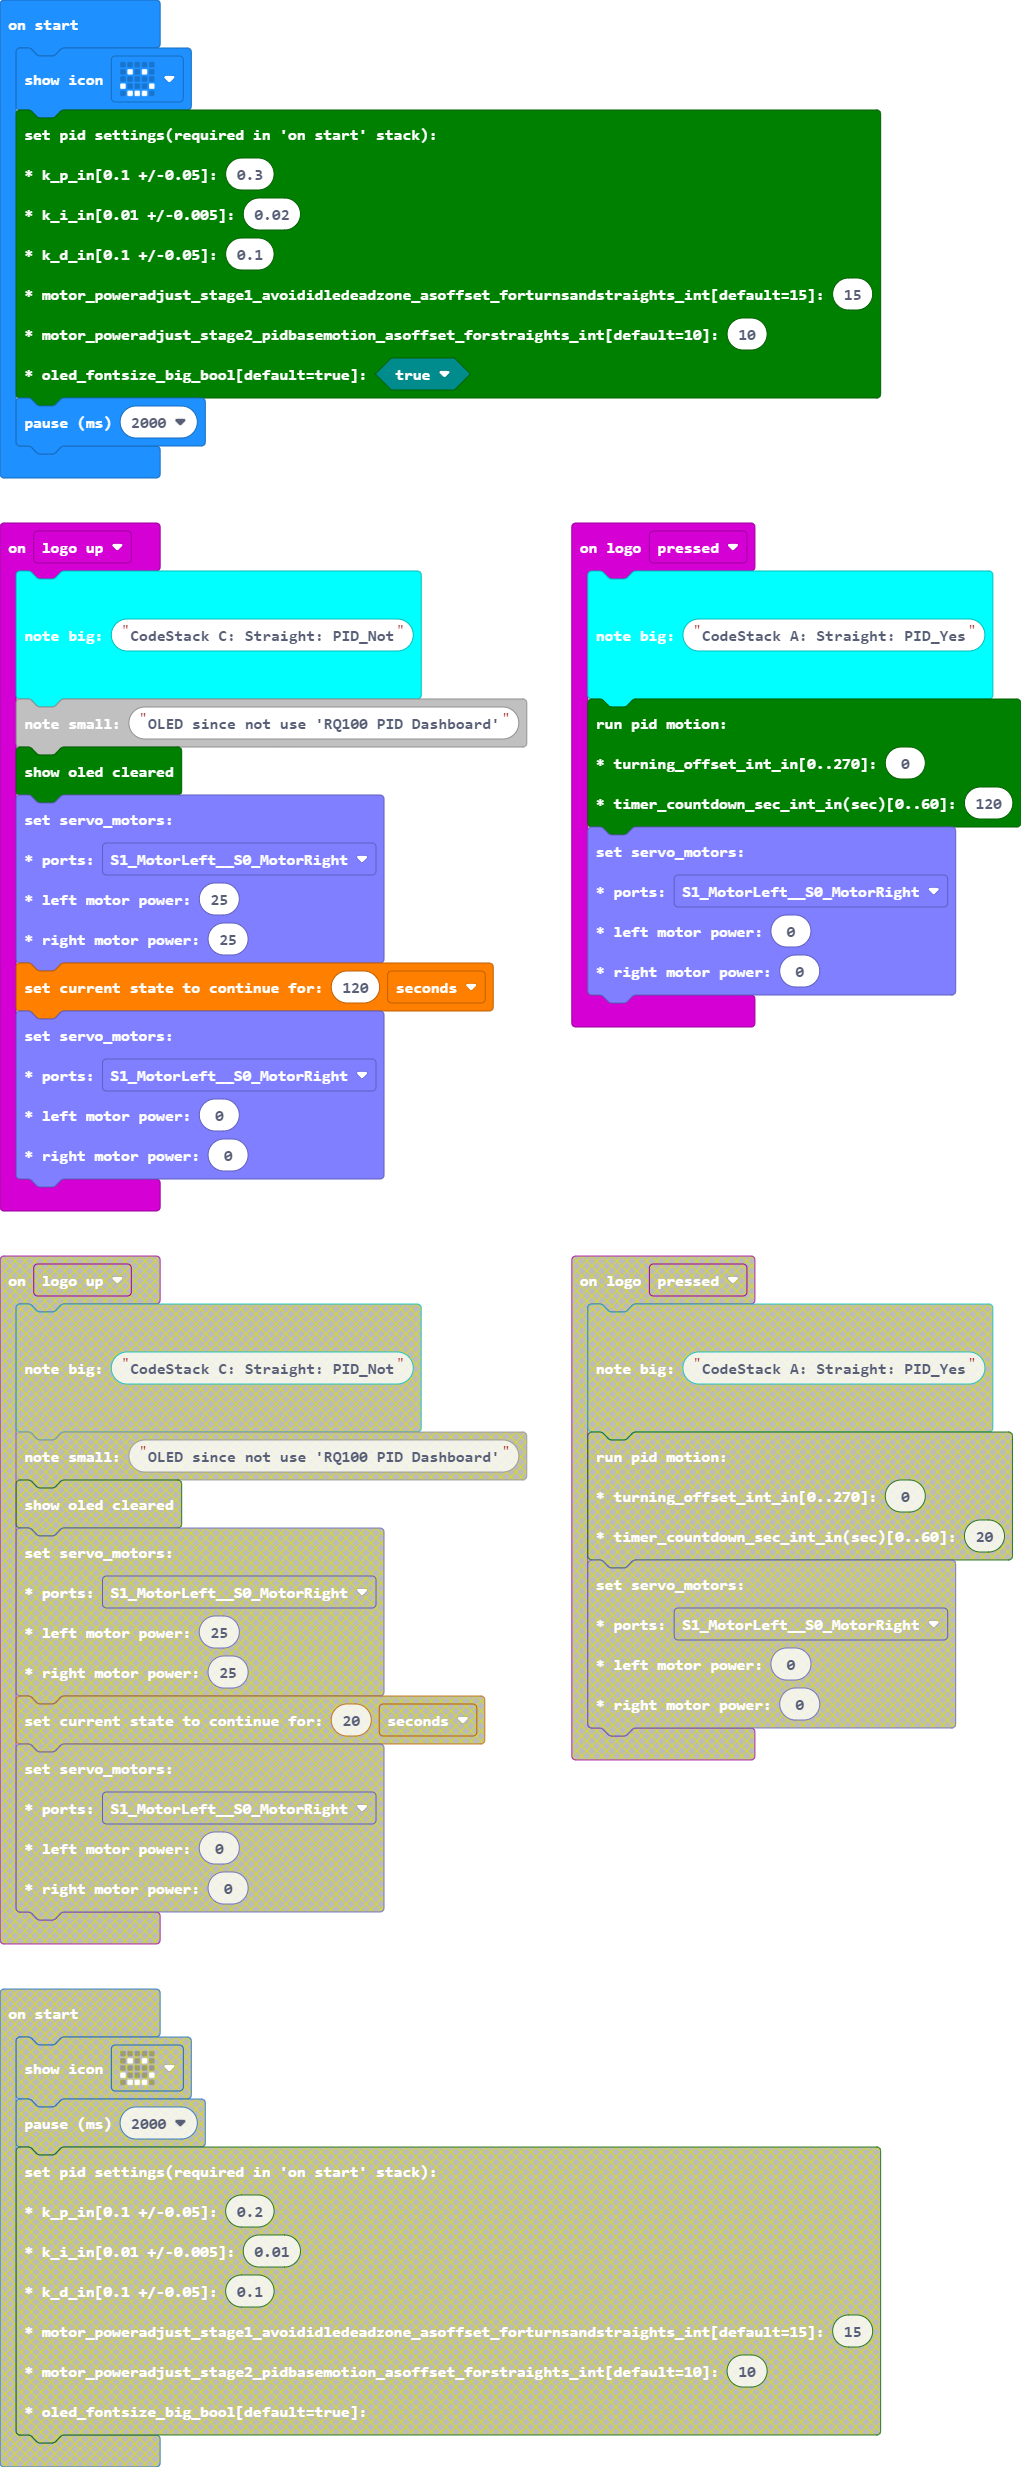 on start
show icon
set pid settings(required in 'on start' stack):
* k_p_in[0.1 +/-0.05]: 0.3
* k_i_in[0.01 +/-0.005]: 0.02
* k_d_in[0.1 +/-0.05]: 0.1
* motor_poweradjust_stage1_avoididledeadzone_asoffset_forturnsandstraights_int[default=15]: 15
* motor_poweradjust_stage2_pidbasemotion_asoffset_forstraights_int[default=10]: 10
* oled_fontsize_big_bool[default=true]: true
pause (ms) 2000
on logo up
note big: "CodeStack C: Straight: PID_Not"
note small: "OLED since not use 'RQ100 PID Dashboard'"
show oled cleared
set servo_motors:
* ports: S1_MotorLeft__S0_MotorRight
* left motor power: 25
* right motor power: 25
set current state to continue for: 120 seconds
set servo_motors:
* ports: S1_MotorLeft__S0_MotorRight
* left motor power: 0
* right motor power: 0
on logo pressed
note big: "CodeStack A: Straight: PID_Yes"
run pid motion:
* turning_offset_int_in[0..270]: 0
* timer_countdown_sec_int_in(sec)[0..60]: 120
set servo_motors:
* ports: S1_MotorLeft__S0_MotorRight
* left motor power: 0
* right motor power: 0
on logo up
note big: "CodeStack C: Straight: PID_Not"
note small: "OLED since not use 'RQ100 PID Dashboard'"
show oled cleared
set servo_motors:
* ports: S1_MotorLeft__S0_MotorRight
* left motor power: 25
* right motor power: 25
set current state to continue for: 20 seconds
set servo_motors:
* ports: S1_MotorLeft__S0_MotorRight
* left motor power: 0
* right motor power: 0
on logo pressed
note big: "CodeStack A: Straight: PID_Yes"
run pid motion:
* turning_offset_int_in[0..270]: 0
* timer_countdown_sec_int_in(sec)[0..60]: 20
set servo_motors:
* ports: S1_MotorLeft__S0_MotorRight
* left motor power: 0
* right motor power: 0
on start
show icon
pause (ms) 2000
set pid settings(required in 'on start' stack):
* k_p_in[0.1 +/-0.05]: 0.2
* k_i_in[0.01 +/-0.005]: 0.01
* k_d_in[0.1 +/-0.05]: 0.1
* motor_poweradjust_stage1_avoididledeadzone_asoffset_forturnsandstraights_int[default=15]: 15
* motor_poweradjust_stage2_pidbasemotion_asoffset_forstraights_int[default=10]: 10
* oled_fontsize_big_bool[default=true]: